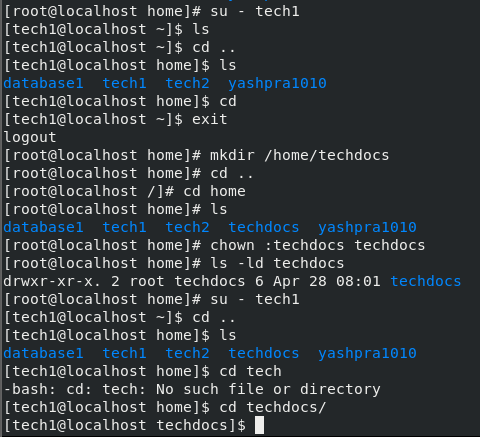 [root@localhost home]# su - tech1
[tech1@localhost ~]$ ls
[tech1@localhost ~]$ cd ..
[tech1@localhost home]$ ls
database1  tech1  tech2  yashpra1010
[tech1@localhost home]$ cd
[tech1@localhost ~]$ exit
logout
[root@localhost home]# mkdir /home/techdocs
[root@localhost home]# cd ..
[root@localhost /]# cd home
[root@localhost home]# ls
database1  tech1  tech2  techdocs  yashpra1010
[root@localhost home]# chown :techdocs techdocs
[root@localhost home]# ls -ld techdocs
drwxr-xr-x. 2 root techdocs 6 Apr 28 08:01 techdocs
[root@localhost home]# su - tech1
[tech1@localhost ~]$ cd ..
[tech1@localhost home]$ ls
database1  tech1  tech2  techdocs  yashpra1010
[tech1@localhost home]$ cd tech
-bash: cd: tech: No such file or directory
[tech1@localhost home]$ cd techdocs/
[tech1@localhost techdocs]$